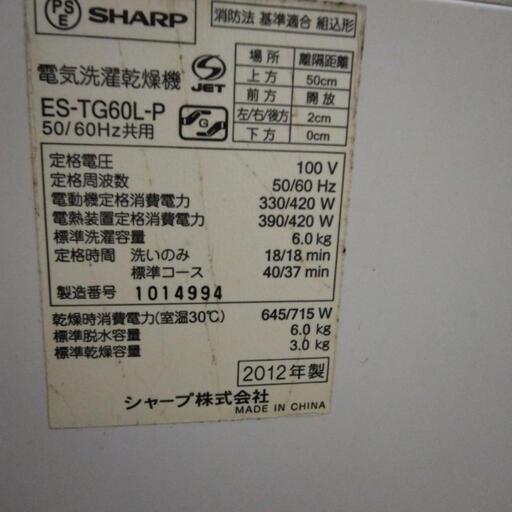 PS
E
SHARP
消防法 基準適合 組込形
電気洗濯乾燥機
JET
ES-TG60L-P
50/60Hz共用
G
場所 離隔距離
上方 50cm
前方 開放
左/右/後方 2cm
下方 0cm
定格電圧 100 V
定格周波数 50/60 Hz
電動機定格消費電力 330/420 W
電熱装置定格消費電力 390/420 W
標準洗濯容量 6.0 kg
定格時間 洗いのみ 18/18 min
標準コース 40/37 min
製造番号 1014994
乾燥時消費電力(室温30℃) 645/715 W
標準脱水容量 6.0 kg
標準乾燥容量 3.0 kg
2012年製
シャープ株式会社
MADE IN CHINA